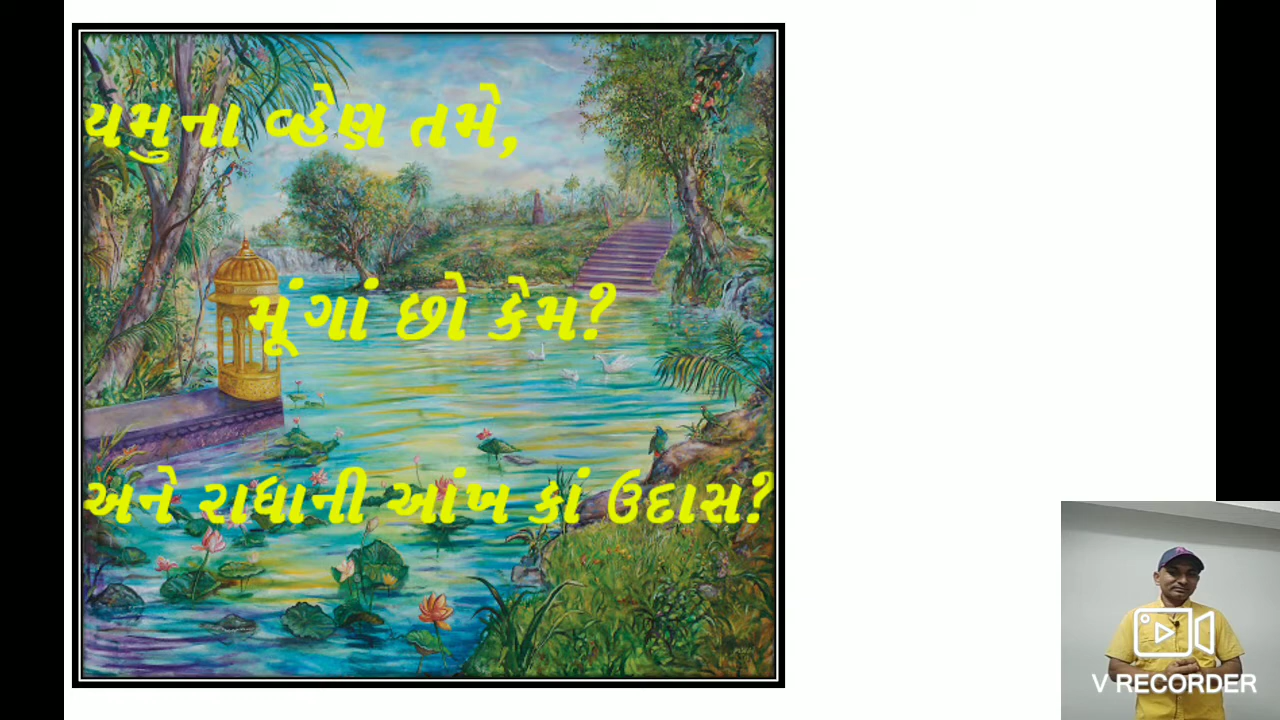 યમુના વ્હેણ તમે,
મૂંગાં છો કેમ?
અને રાધાની આંખ કાં ઉદાસ?
V RECORDER